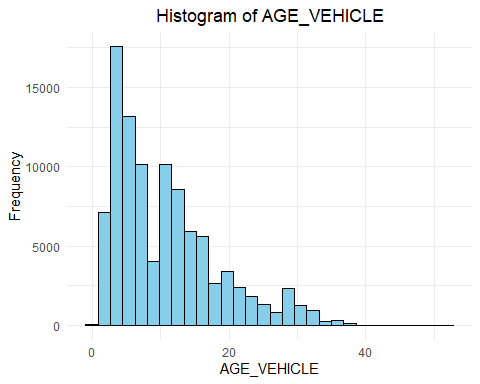 Histogram of AGE_VEHICLE
Frequency
15000
10000
5000
0
0 20 40
AGE_VEHICLE